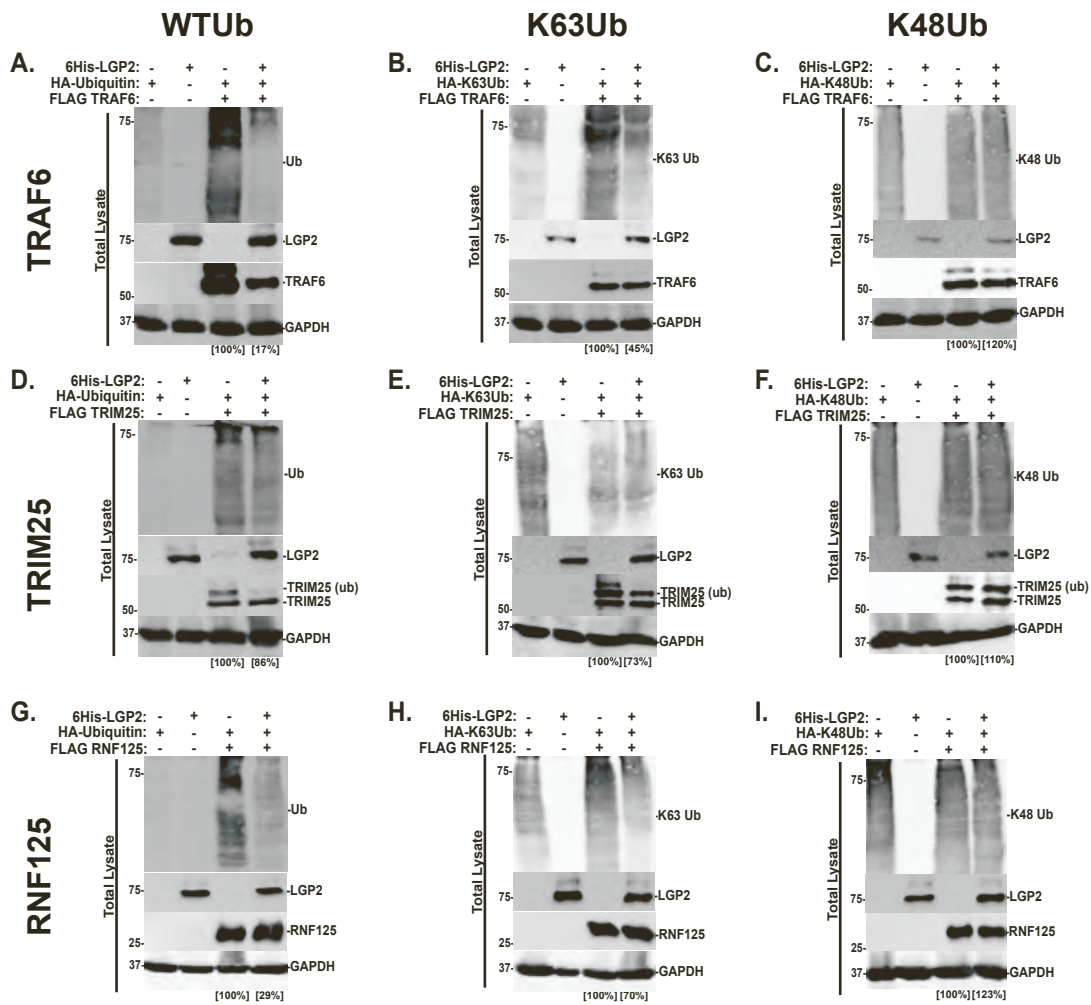 WTUb K63Ub K48Ub
TRAF6
A.
6His-LGP2: - + - +
HA-Ubiquitin: + - + +
FLAG TRAF6: - - + +
Total Lysate
75-
-Ub
75-
-LGP2
-TRAF6
50-
37-
-GAPDH
[100%] [17%]
B.
6His-LGP2: - + - +
HA-K63Ub: + - + +
FLAG TRAF6: - - + +
Total Lysate
75-
-K63 Ub
75-
-LGP2
-TRAF6
50-
37-
-GAPDH
[100%] [45%]
C.
6His-LGP2: - + - +
HA-K48Ub: + - + +
FLAG TRAF6: - - + +
Total Lysate
75-
-K48 Ub
75-
-LGP2
-TRAF6
50-
37-
-GAPDH
[100%] [120%]
TRIM25
D.
6His-LGP2: - + - +
HA-Ubiquitin: + - + +
FLAG TRIM25: - - + +
Total Lysate
75-
-Ub
75-
-LGP2
-TRIM25 (ub)
-TRIM25
50-
37-
-GAPDH
[100%] [86%]
E.
6His-LGP2: - + - +
HA-K63Ub: + - + +
FLAG TRIM25: - - + +
Total Lysate
75-
-K63 Ub
75-
-LGP2
-TRIM25 (ub)
-TRIM25
50-
37-
-GAPDH
[100%] [73%]
F.
6His-LGP2: - + - +
HA-K48Ub: + - + +
FLAG TRIM25: - - + +
Total Lysate
75-
-K48 Ub
75-
-LGP2
-TRIM25 (ub)
-TRIM25
50-
37-
-GAPDH
[100%] [110%]
RNF125
G.
6His-LGP2: - + - +
HA-Ubiquitin: + - + +
FLAG RNF125: - - + +
Total Lysate
75-
-Ub
75-
-LGP2
-RNF125
25-
37-
-GAPDH
[100%] [29%]
H.
6His-LGP2: - + - +
HA-K63Ub: + - + +
FLAG RNF125: - - + +
Total Lysate
75-
-K63 Ub
75-
-LGP2
-RNF125
25-
37-
-GAPDH
[100%] [70%]
I.
6His-LGP2: - + - +
HA-K48Ub: + - + +
FLAG RNF125: - - + +
Total Lysate
75-
-K48 Ub
75-
-LGP2
-RNF125
25-
37-
-GAPDH
[100%] [123%]